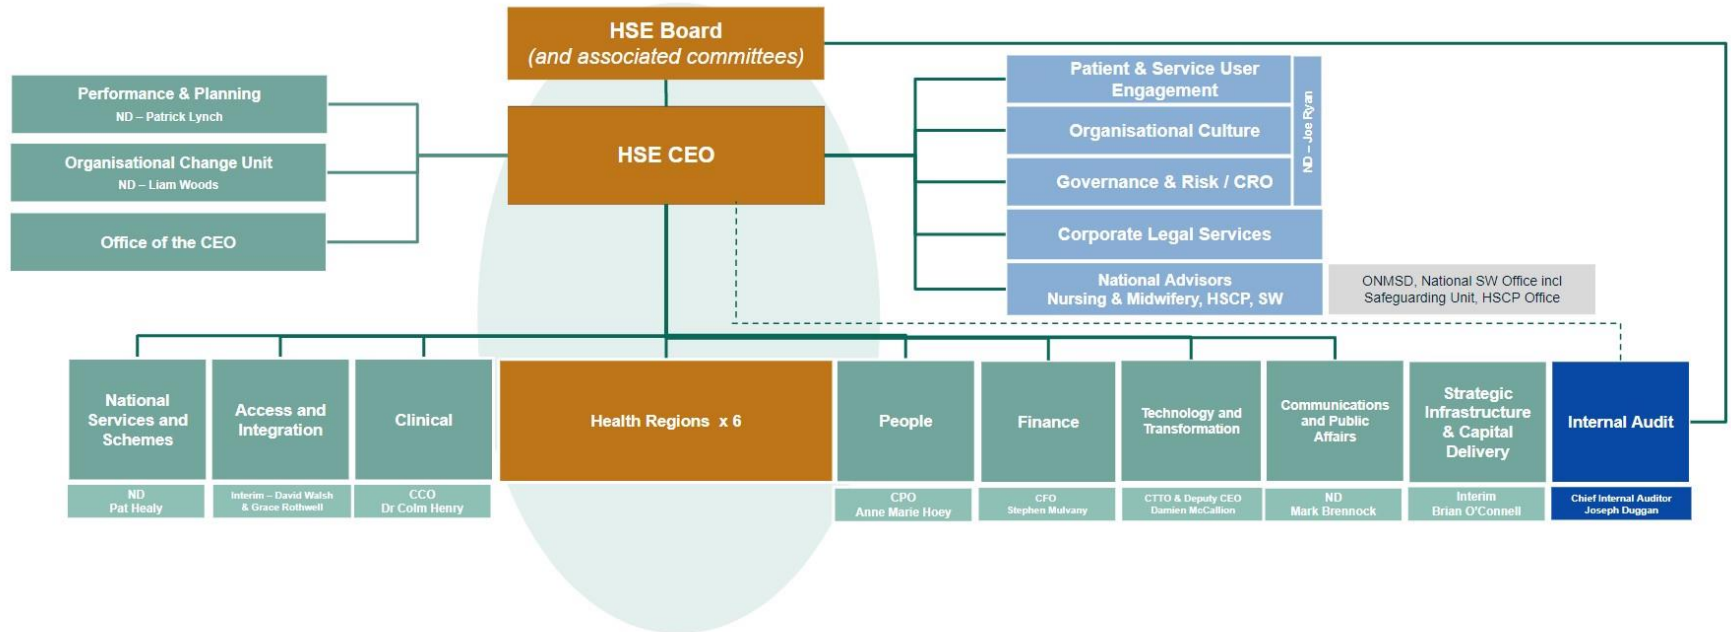 HSE Board
(and associated committees)
HSE CEO
Performance & Planning
ND – Patrick Lynch
Organisational Change Unit
ND – Liam Woods
Office of the CEO
Patient & Service User
Engagement
Organisational Culture
Governance & Risk / CRO
ND – Joe Ryan
Corporate Legal Services
National Advisors
Nursing & Midwifery, HSCP, SW
ONMSD, National SW Office incl
Safeguarding Unit, HSCP Office
National
Services and
Schemes
ND
Pat Healy
Access and
Integration
Interim – David Walsh
& Grace Rothwell
Clinical
CCO
Dr Colm Henry
Health Regions x 6
People
CPO
Anne Marie Hoey
Finance
CFO
Stephen Mulvany
Technology and
Transformation
CTTO & Deputy CEO
Damien McCallion
Communications
and Public
Affairs
ND
Mark Brennock
Strategic
Infrastructure
& Capital
Delivery
Interim
Brian O'Connell
Internal Audit
Chief Internal Auditor
Joseph Duggan